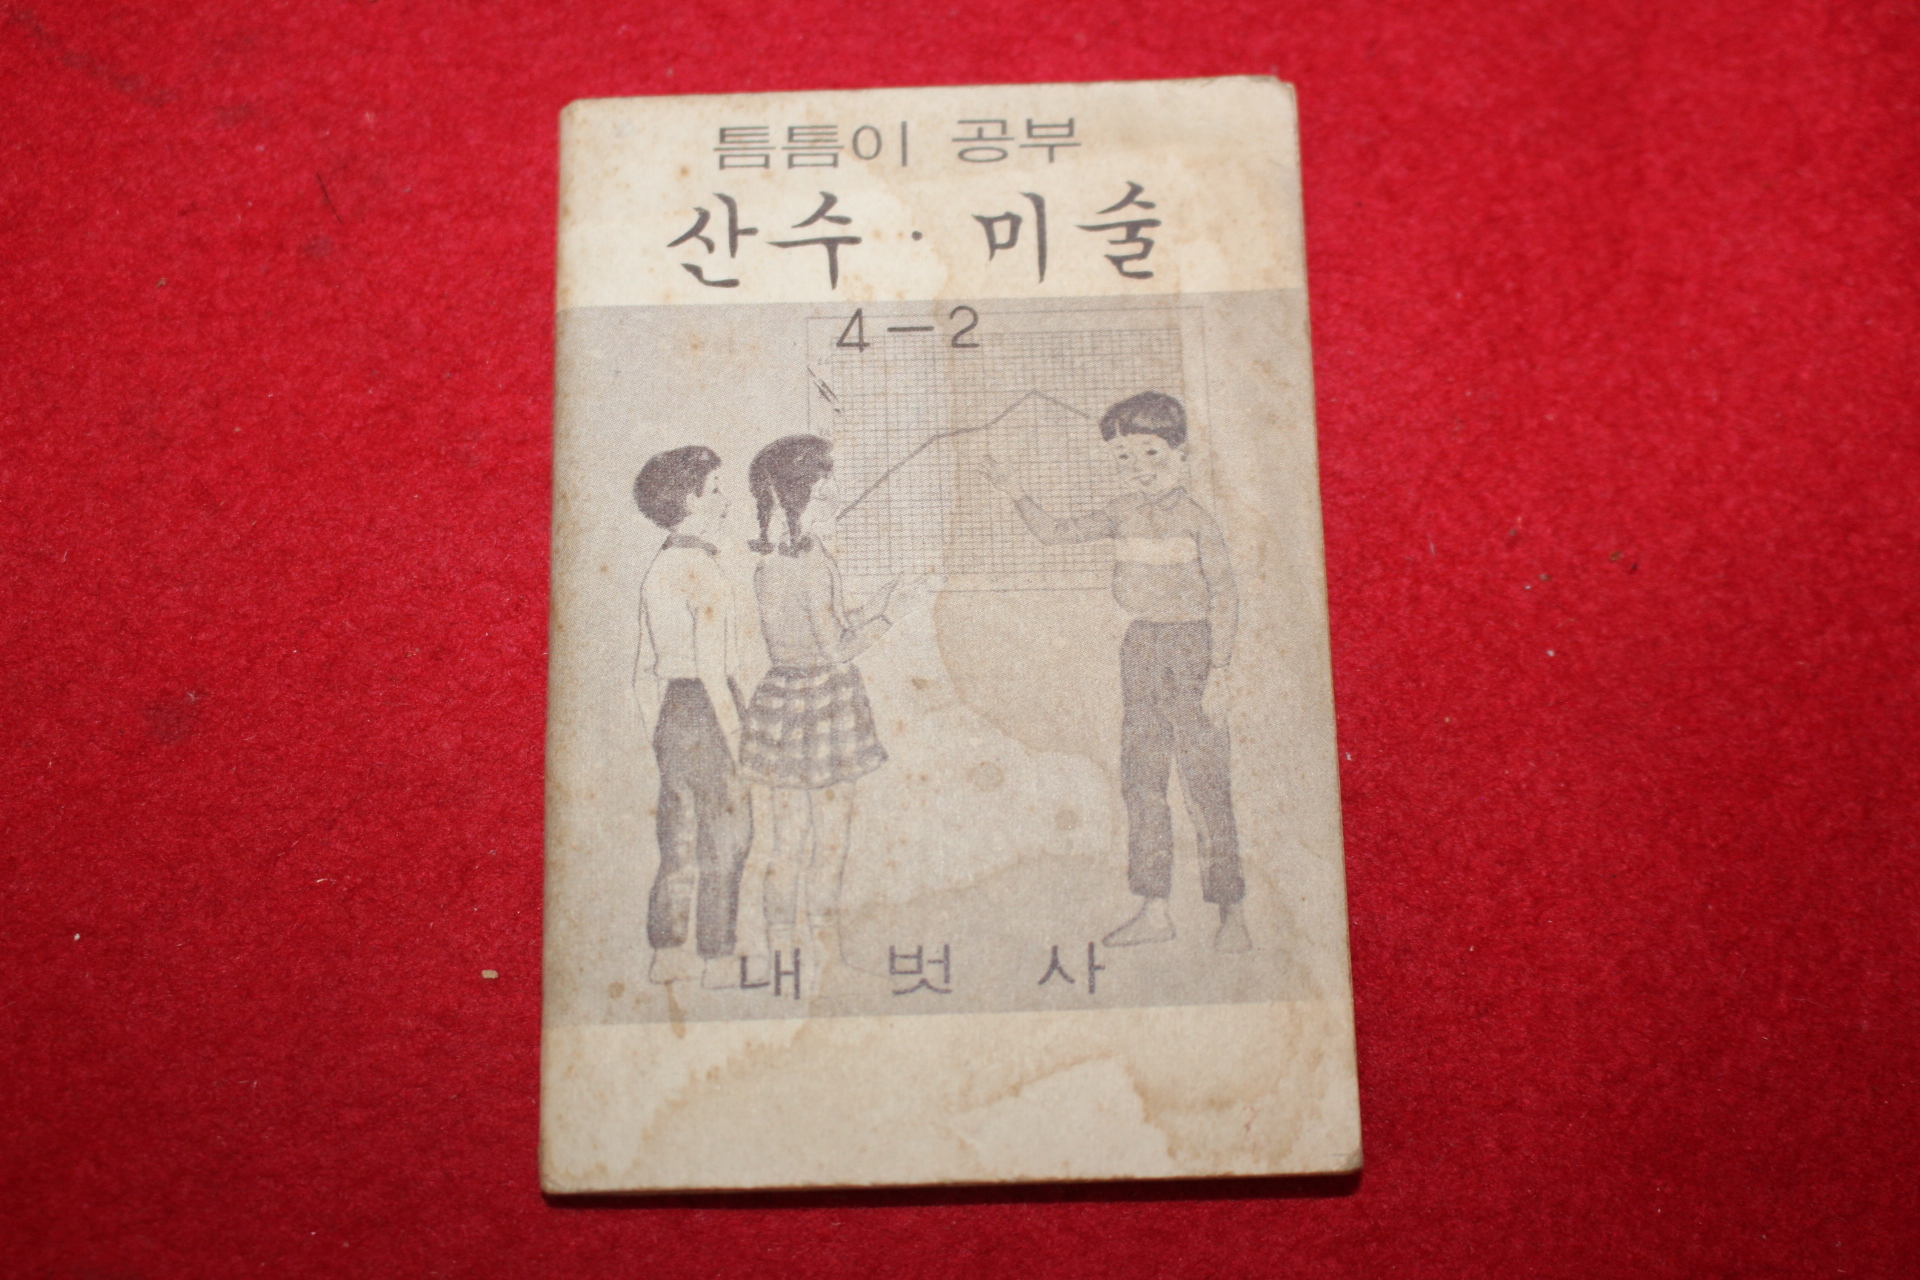 틈틈이 공부
산수 · 미술
4-2
내 벗 사